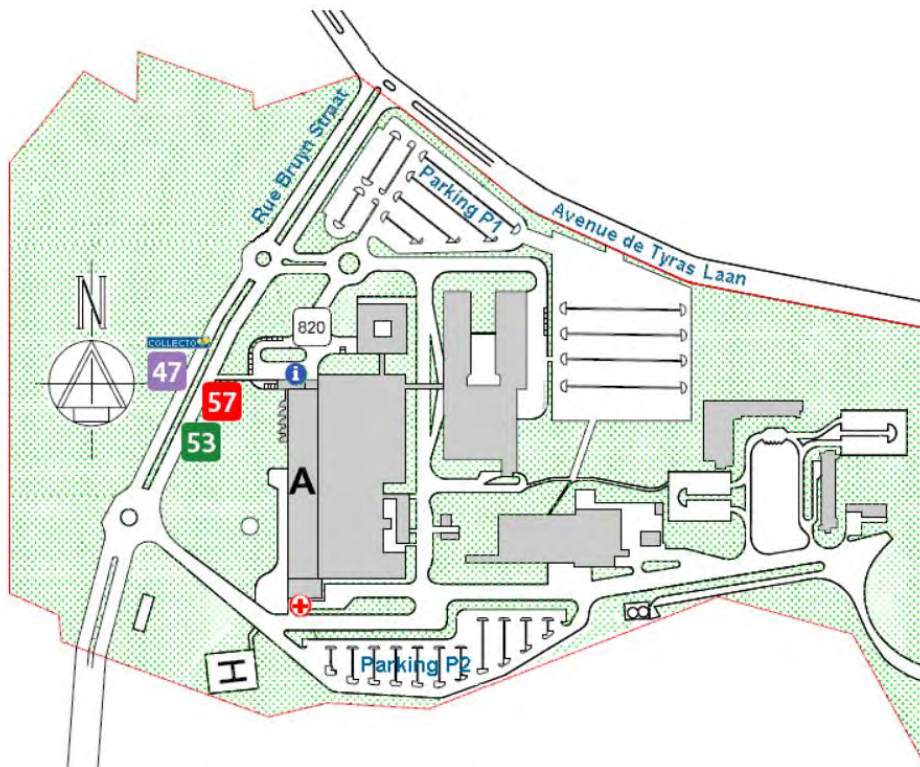 Rue Bruyn Straat
Parking P1
Avenue de Tyras Laan
N
820
COLLECTO
47
i
57
53
A
H
Parking P2